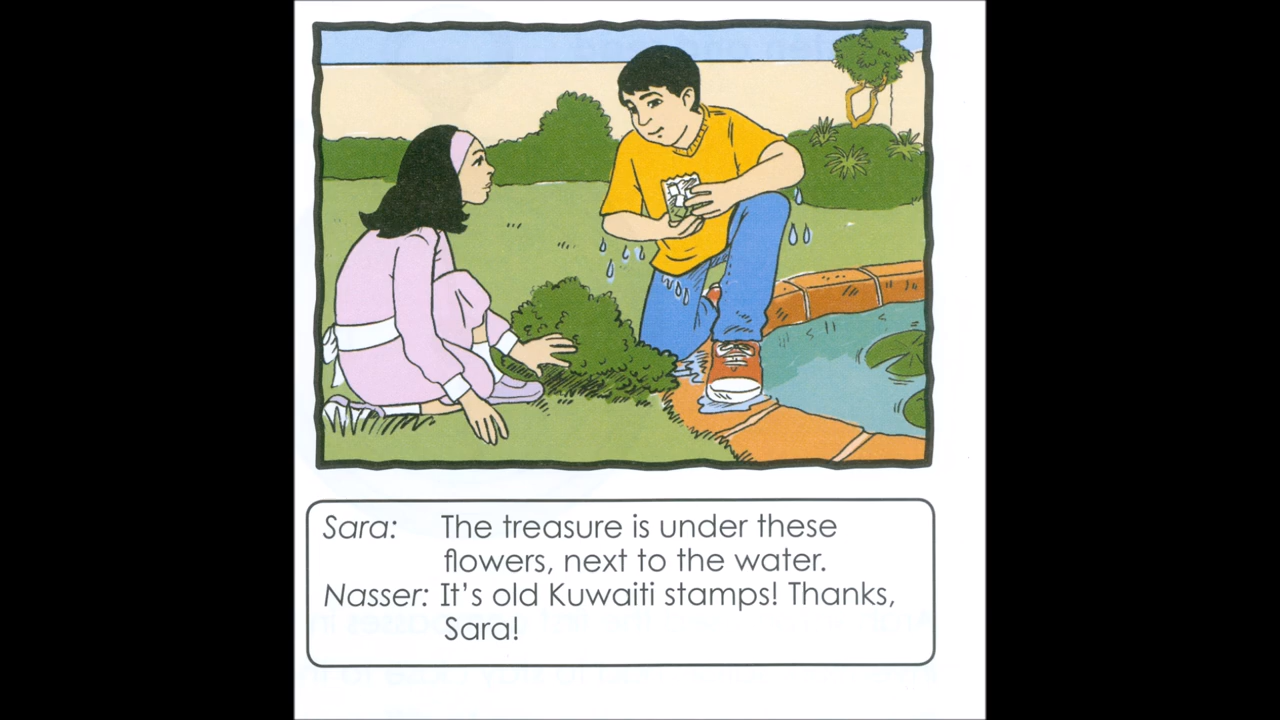 Sara: The treasure is under these
flowers, next to the water.
Nasser: It's old Kuwaiti stamps! Thanks,
Sara!